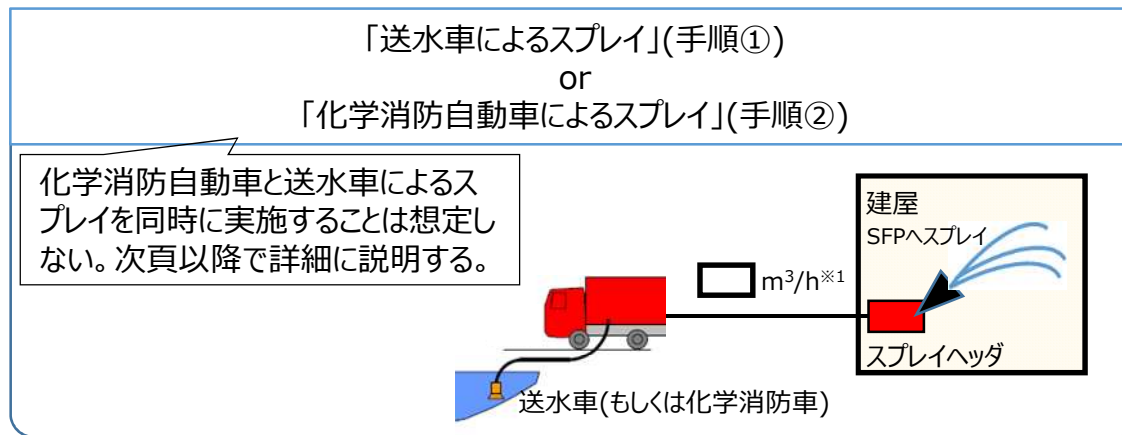 「送水車によるスプレイ」(手順①)
or
「化学消防自動車によるスプレイ」(手順②)
化学消防自動車と送水車によるス
プレイを同時に実施することは想定し
ない。次頁以降で詳細に説明する。
建屋
SFPへスプレイ
m³/h※1
スプレイヘッダ
送水車(もしくは化学消防車)